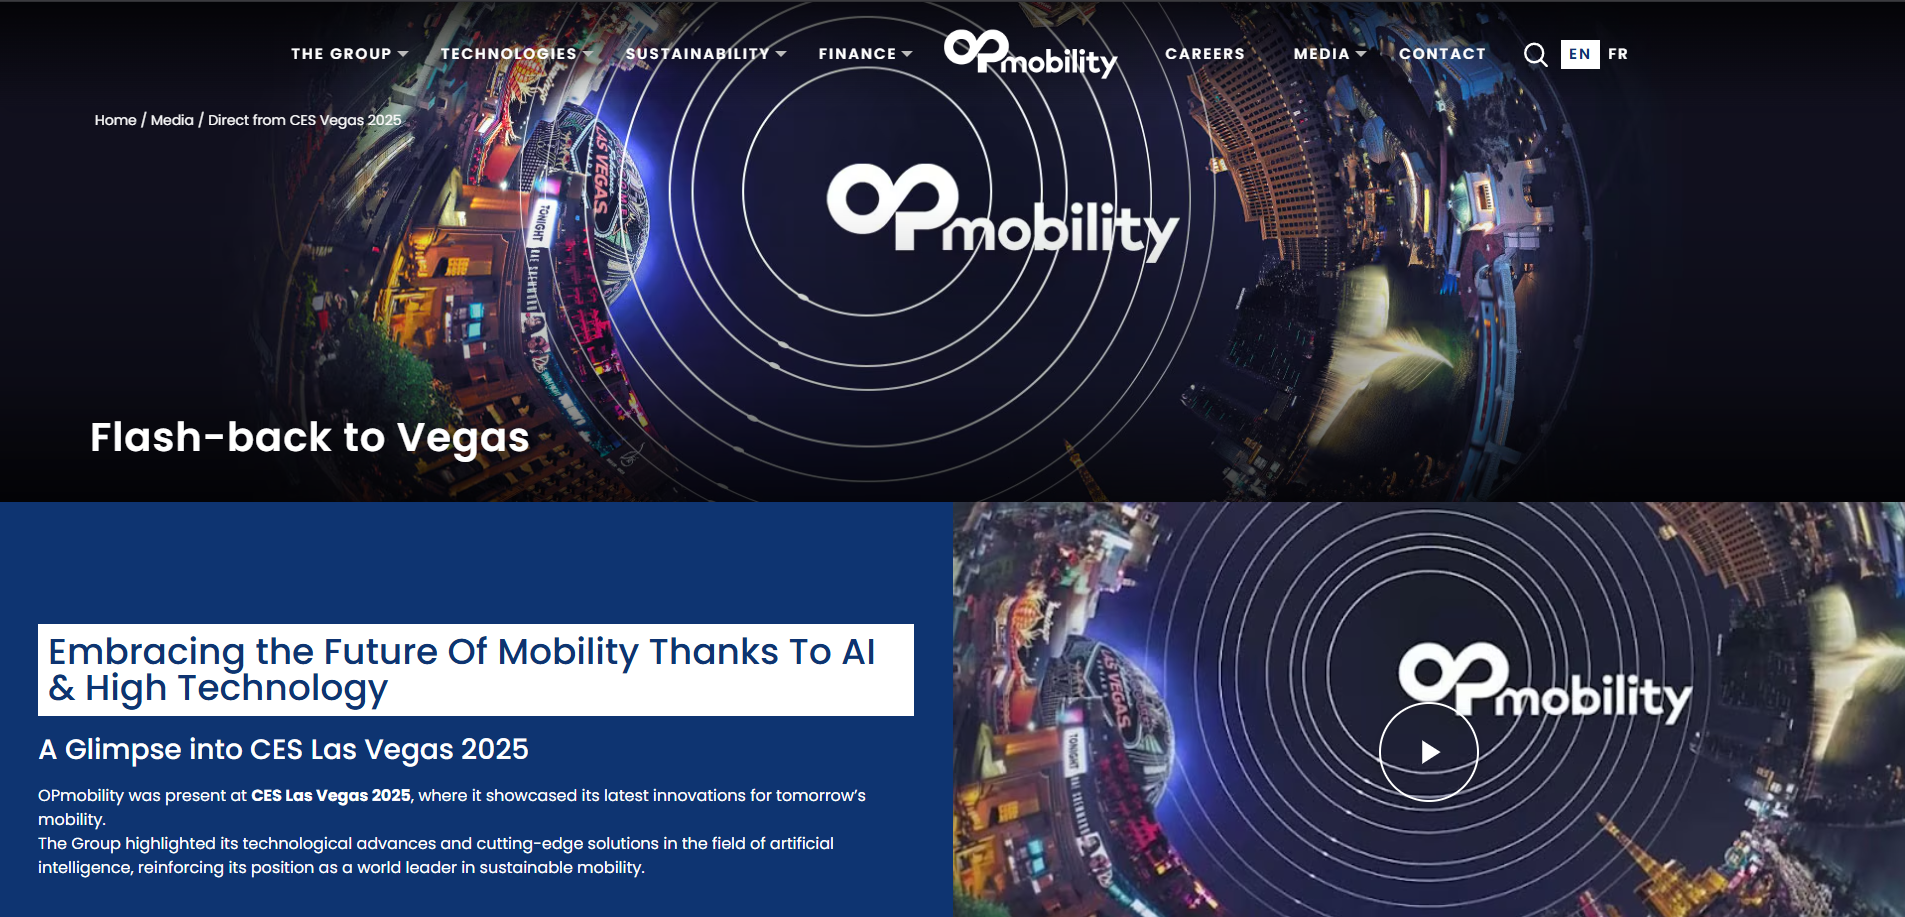 THE GROUP TECHNOLOGIES SUSTAINABILITY FINANCE OPmobility CAREERS MEDIA CONTACT EN FR
Home / Media / Direct from CES Vegas 2025
LAS VEGAS
TONIGHT
OPmobility
Flash-back to Vegas
Embracing the Future Of Mobility Thanks To AI
& High Technology
A Glimpse into CES Las Vegas 2025
OPmobility was present at CES Las Vegas 2025, where it showcased its latest innovations for tomorrow's
mobility.
The Group highlighted its technological advances and cutting-edge solutions in the field of artificial
intelligence, reinforcing its position as a world leader in sustainable mobility.
OPmobility
LAS VEGAS
TONIGHT